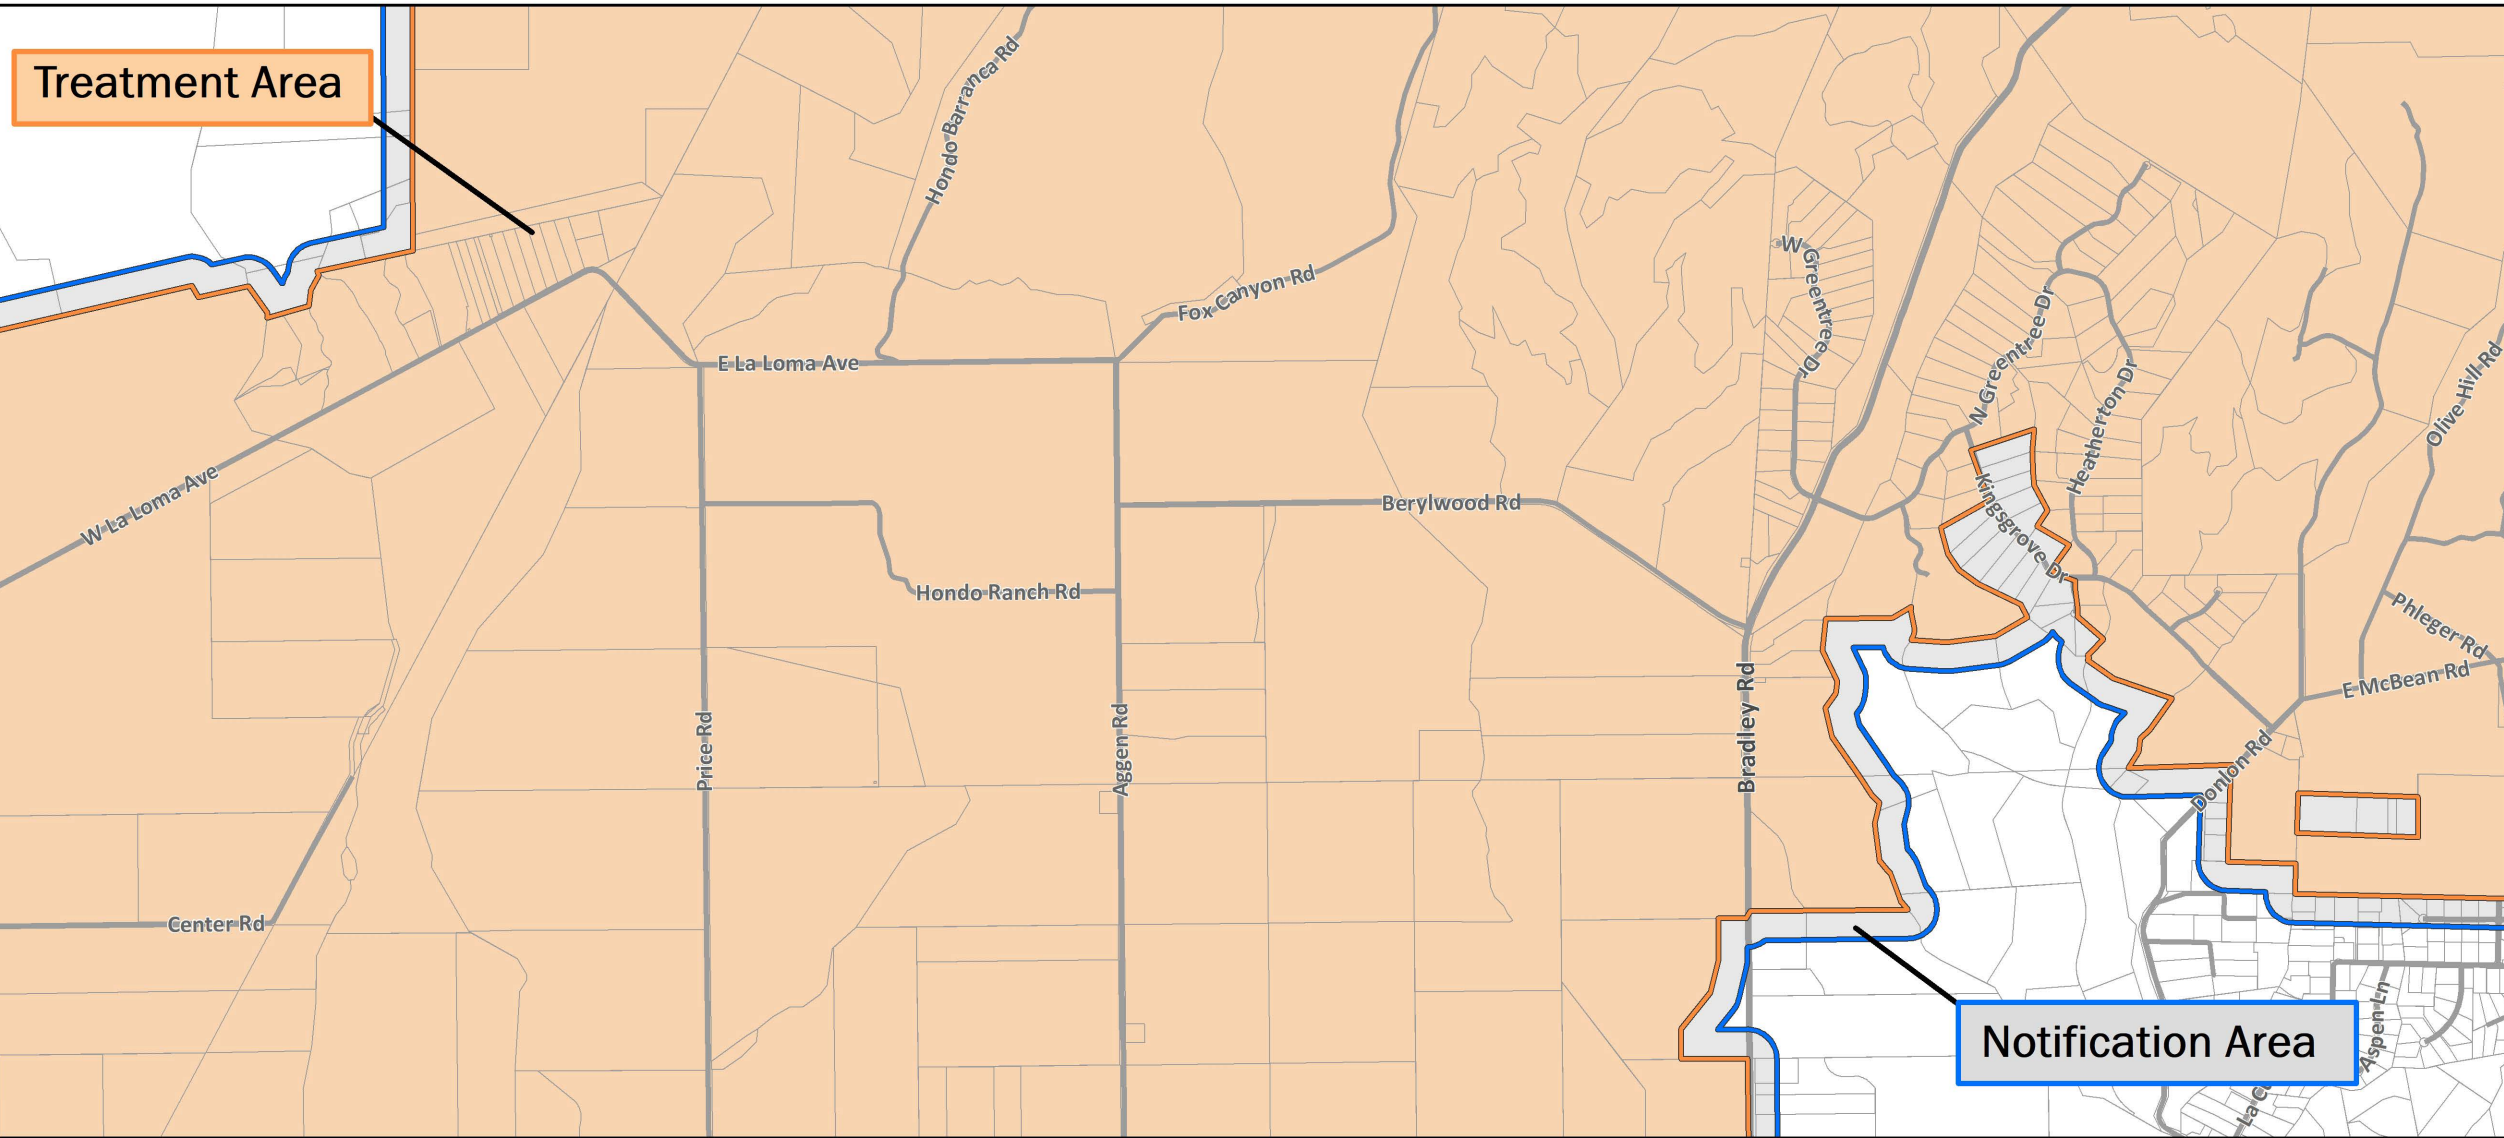 Treatment Area
Hondo Barranca Rd
W Greentree Dr
Fox Canyon Rd
N Greentree Dr
E La Loma Ave
Heatherton Dr
Olive Hill Rd
W La Loma Ave
Berylwood Rd
Kingsgrove Dr
Hondo Ranch Rd
Phleger Rd
E McBean Rd
Price Rd
Aggen Rd
Bradley Rd
Donlon Rd
Center Rd
Notification Area
Aspen Ln
La